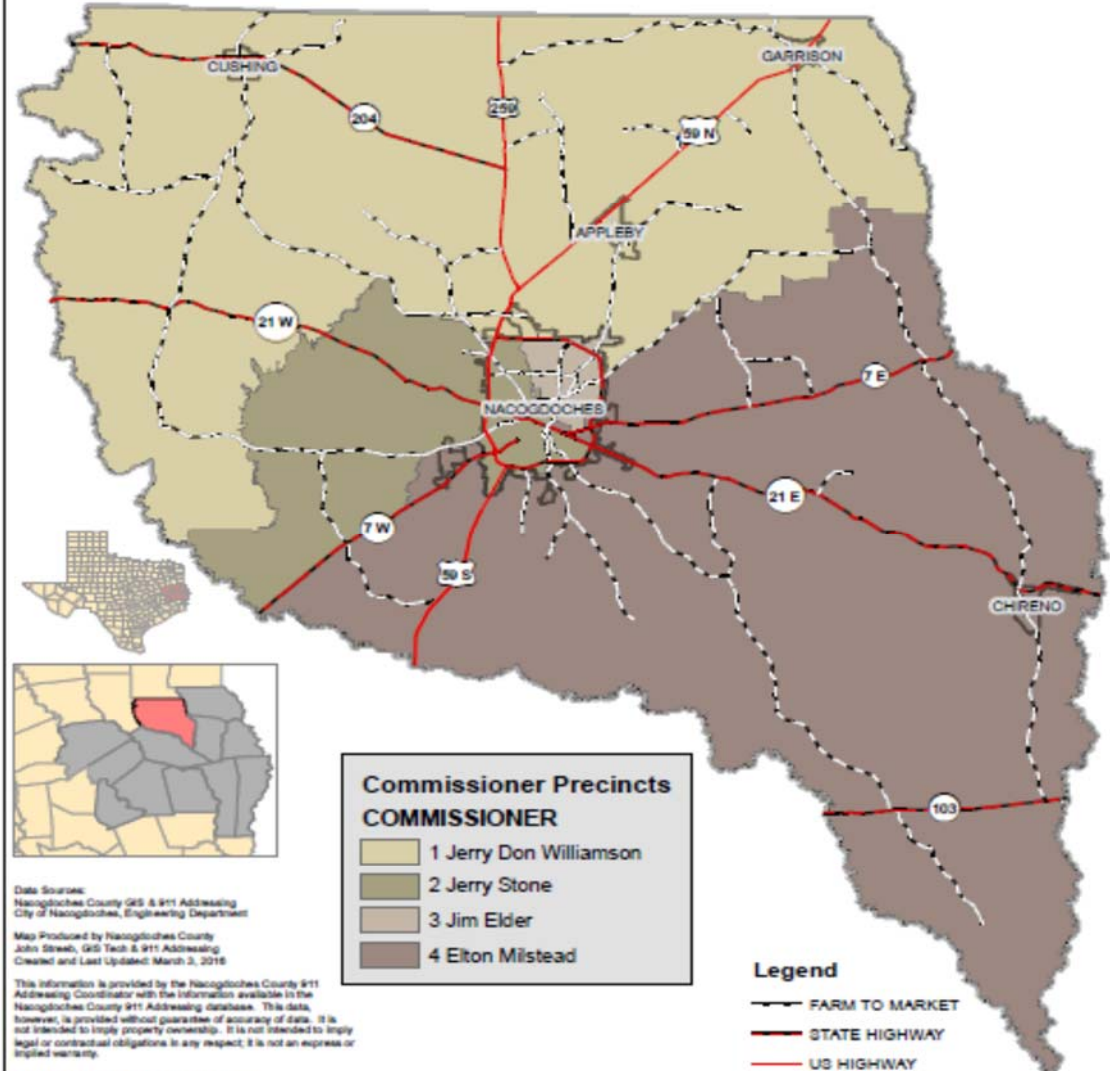 CUSHING
GARRISON
204
259
59 N
APPLEBY
21 W
7 E
NACOGDOCHES
21 E
7 W
59 S
CHIRENO
103
Commissioner Precincts
COMMISSIONER
1 Jerry Don Williamson
2 Jerry Stone
3 Jim Elder
4 Elton Milstead
Data Sources:
Nacogdoches County GIS & 911 Addressing
City of Nacogdoches, Engineering Department
Map Produced by Nacogdoches County
John Streeb, GIS Tech & 911 Addressing
Created and Last Updated: March 3, 2016
This information is provided by the Nacogdoches County 911
Addressing Coordinator with the information available in the
Nacogdoches County 911 Addressing database. This data,
however, is provided without guarantee of accuracy of data. It is
not intended to imply property ownership. It is not intended to imply
legal or contractual obligations in any respect; it is not an express or
implied warranty.
Legend
FARM TO MARKET
STATE HIGHWAY
US HIGHWAY